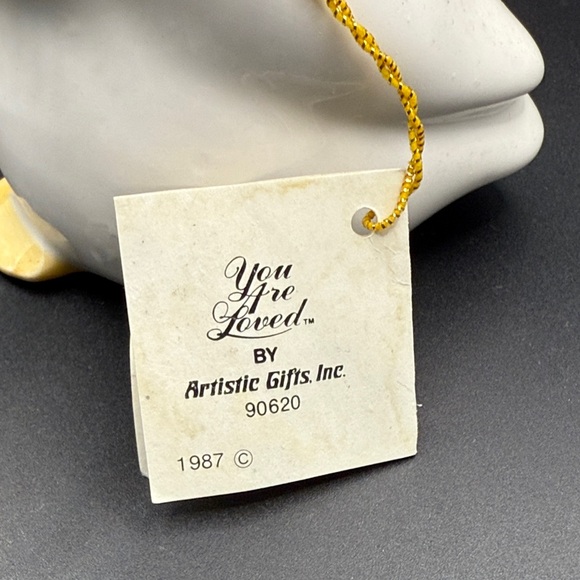 You
Are
Loved™
BY
Artistic Gifts, Inc.
90620
1987 ©